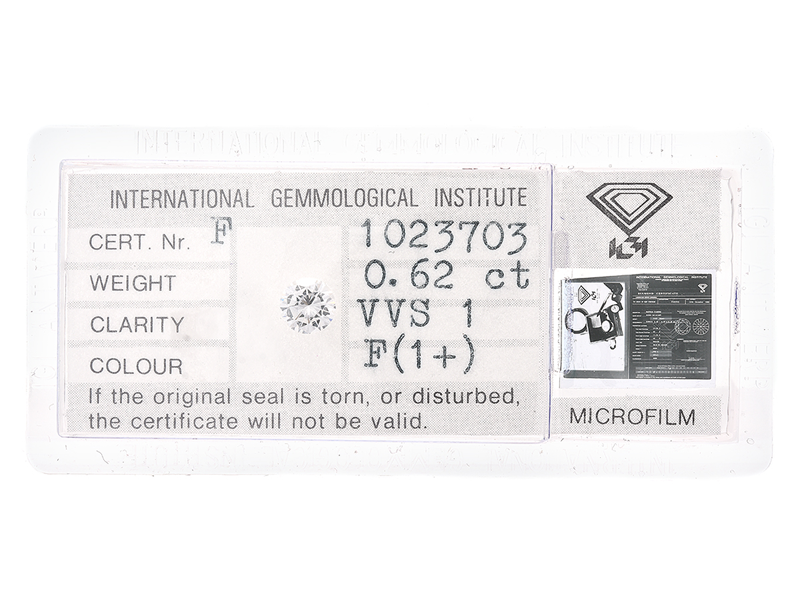 INTERNATIONAL GEMMOLOGICAL INSTITUTE
CERT. Nr. F 1023703
WEIGHT 0.62 ct
CLARITY VVS 1
COLOUR F(1+)
If the original seal is torn, or disturbed,
the certificate will not be valid.
IGI
MICROFILM